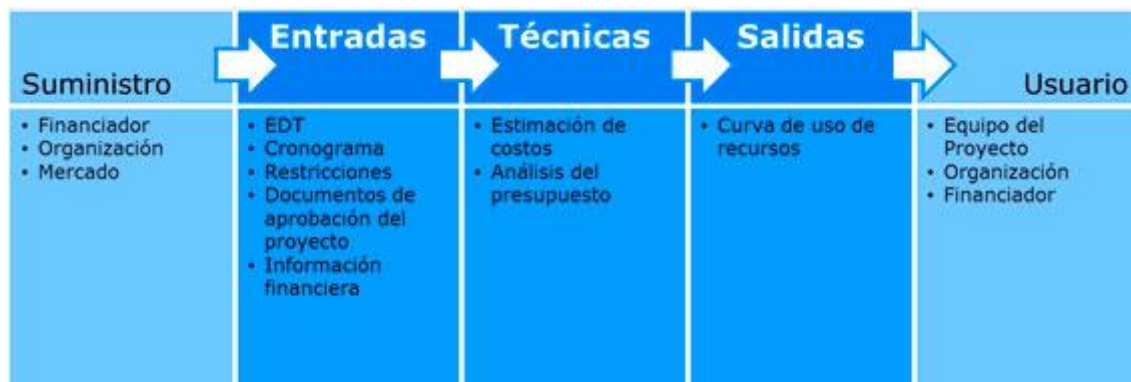 Suministro
Entradas
Técnicas
Salidas
Usuario
• Financiador
• Organización
• Mercado
• EDT
• Cronograma
• Restricciones
• Documentos de
aprobación del
proyecto
• Información
financiera
• Estimación de
costos
• Análisis del
presupuesto
• Curva de uso de
recursos
• Equipo del
Proyecto
• Organización
• Financiador